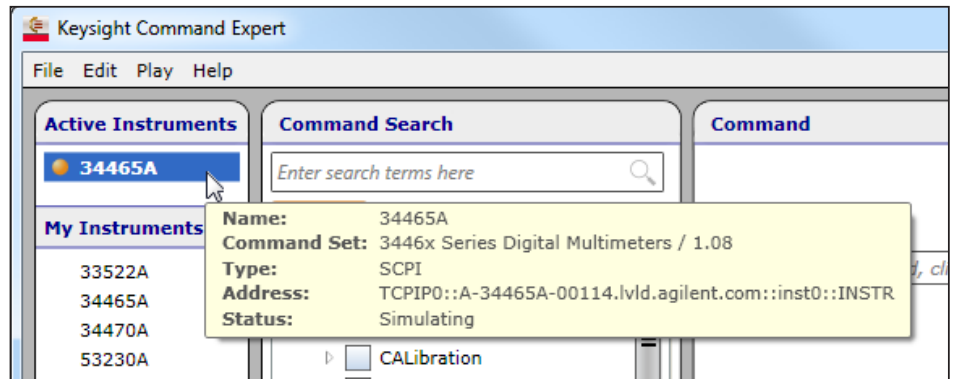 Keysight Command Expert
File Edit Play Help
Active Instruments
34465A
My Instruments
33522A
34465A
34470A
53230A
Command Search
Enter search terms here
Name: 34465A
Command Set: 3446x Series Digital Multimeters / 1.08
Type: SCPI
Address: TCPIP0::A-34465A-00114.lvld.agilent.com::inst0::INSTR
Status: Simulating
CALibration
Command